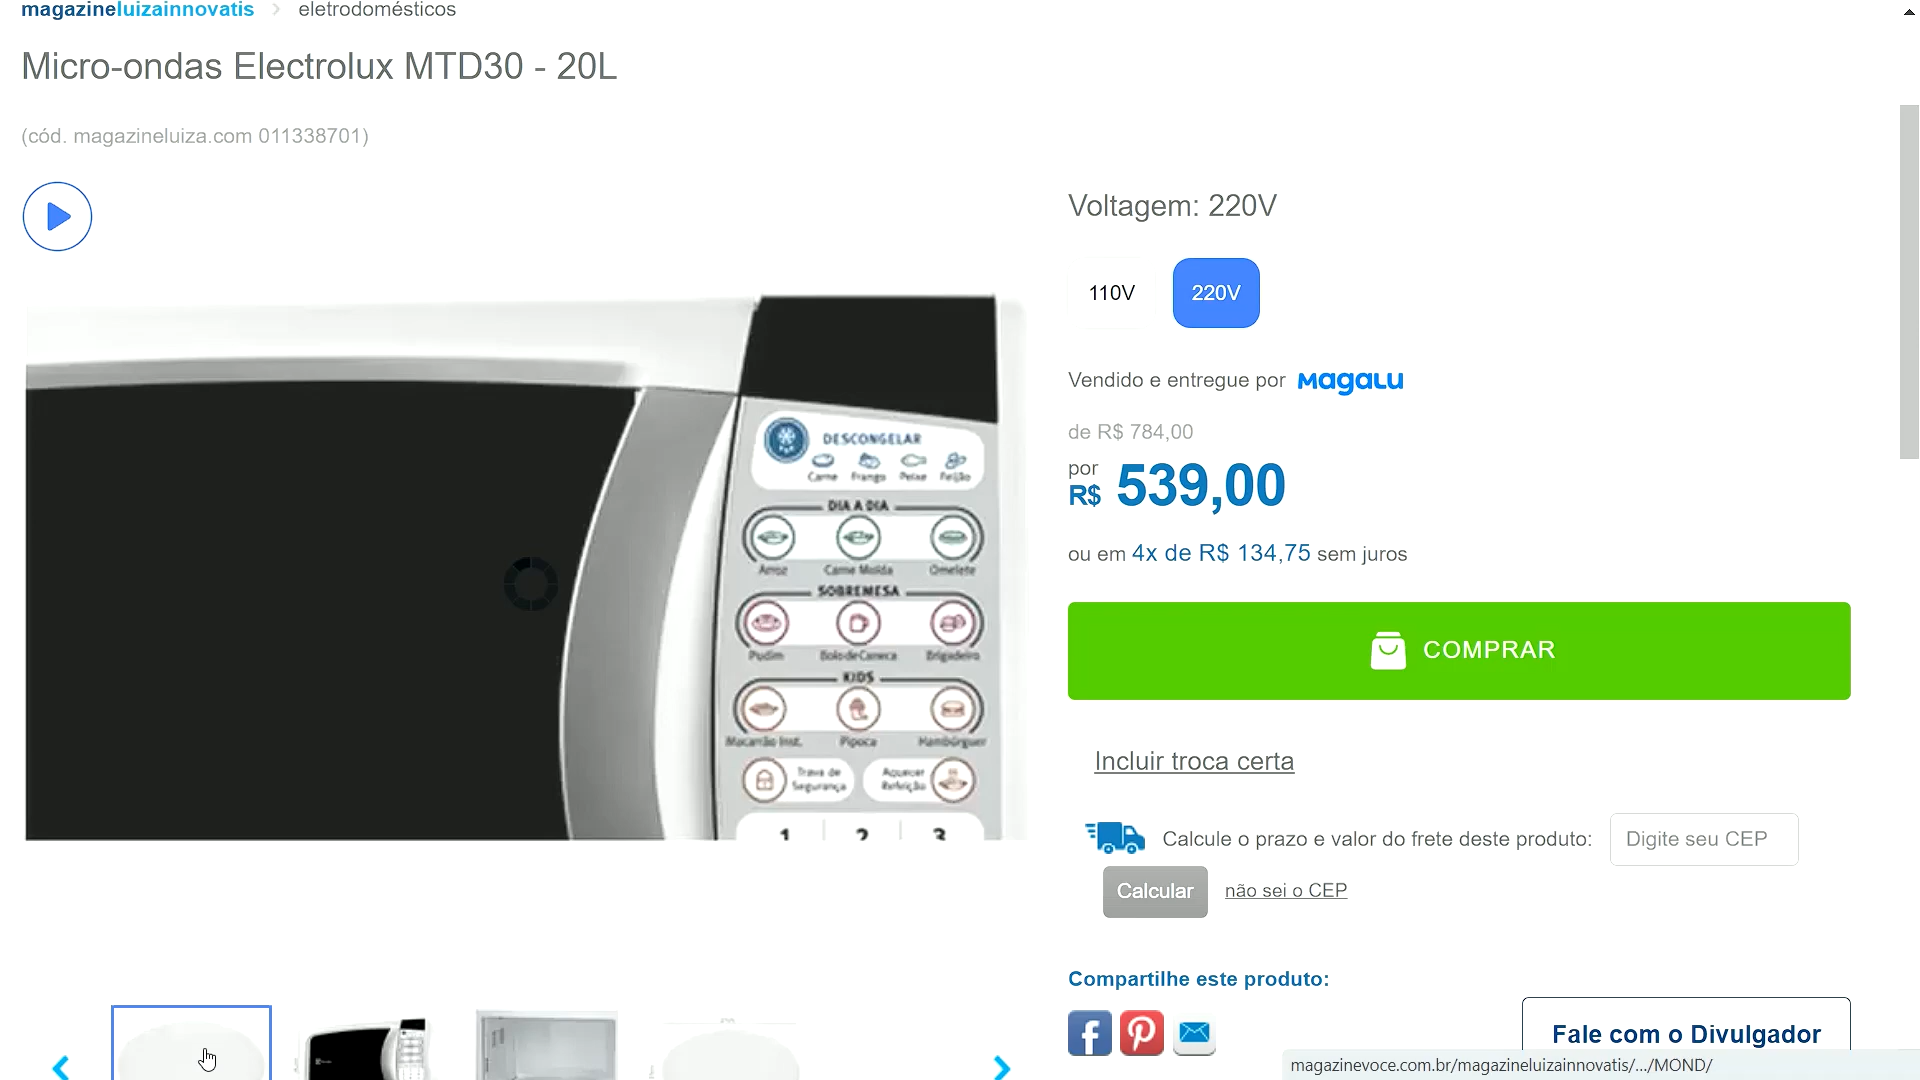 magazineluizainnovatis > eletrodomésticos
Micro-ondas Electrolux MTD30 - 20L
(cód. magazineluiza.com 011338701)
Voltagem: 220V
110V 220V
Vendido e entregue por magalu
de R$ 784,00
por
R$ 539,00
ou em 4x de R$ 134,75 sem juros
COMPRAR
Incluir troca certa
Calcule o prazo e valor do frete deste produto: Digite seu CEP
Calcular não sei o CEP
Compartilhe este produto:
Fale com o Divulgador
magazinevoce.com.br/magazineluizainnovatis/.../MOND/
DESCONGELAR
Carne Frango Peixe Feijão
DIA A DIA
Arroz Carne Moída Omelete
SOBREMESA
Pudim Bolo de Caneca Brigadeiro
KIDS
Macarrão Inst. Pipoca Hambúrguer
Trava de Segurança
Aquecer Refeição
1 2 3